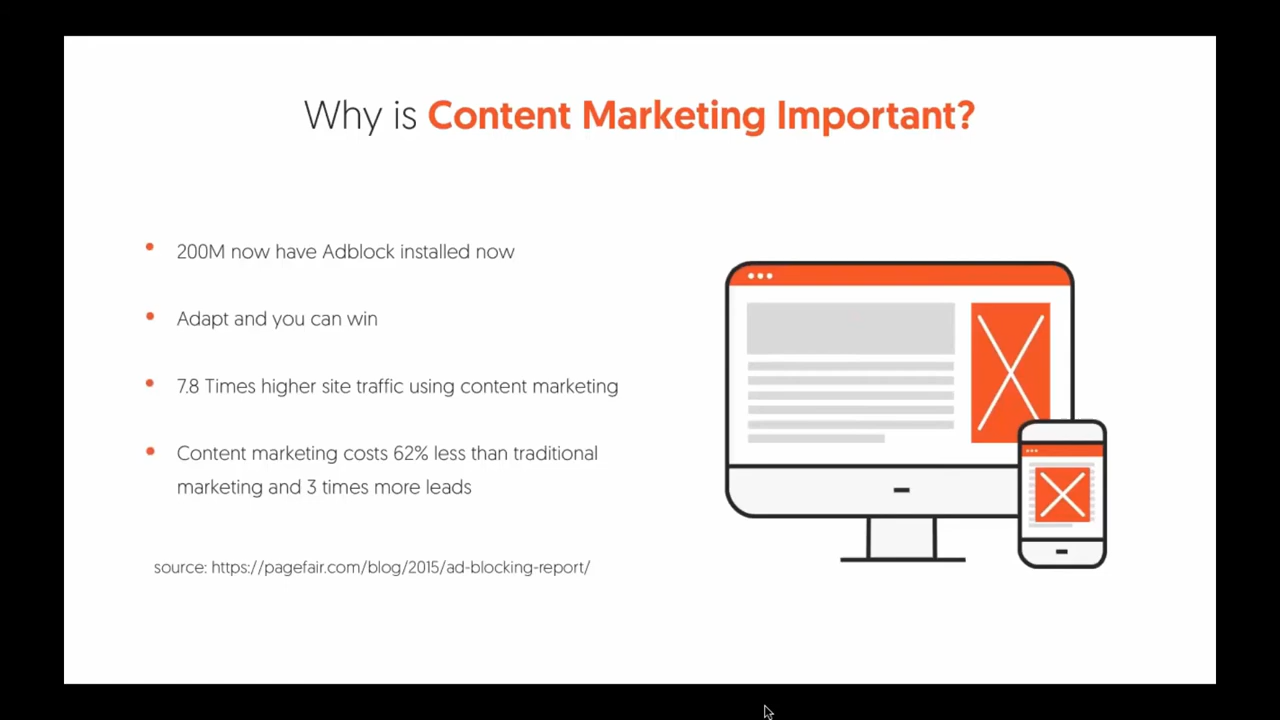 Why is Content Marketing Important?
200M now have Adblock installed now
Adapt and you can win
7.8 Times higher site traffic using content marketing
Content marketing costs 62% less than traditional
marketing and 3 times more leads
source: https://pagefair.com/blog/2015/ad-blocking-report/